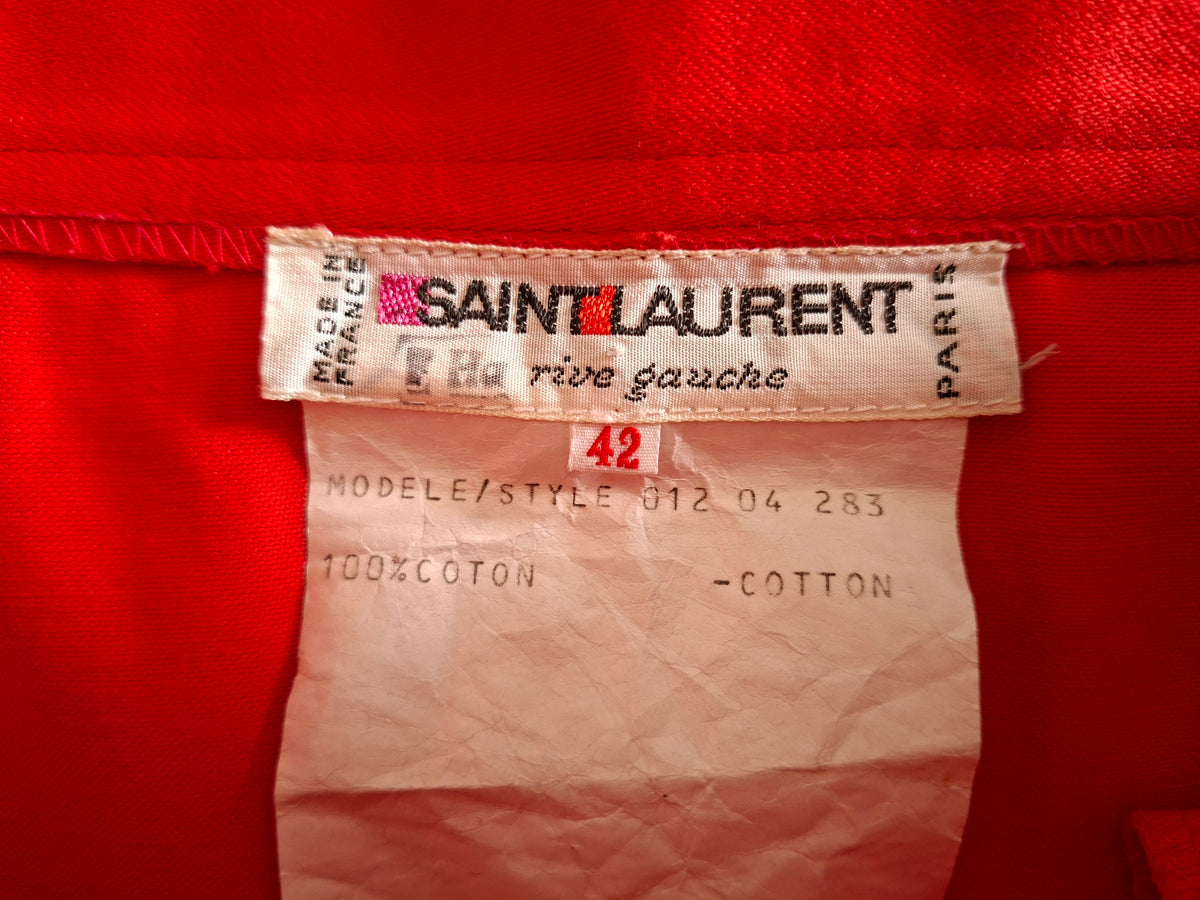 MADE IN
FRANCE
SAINT LAURENT
rive gauche
PARIS
42
MODELE/STYLE 012 04 283
100%COTON -COTTON